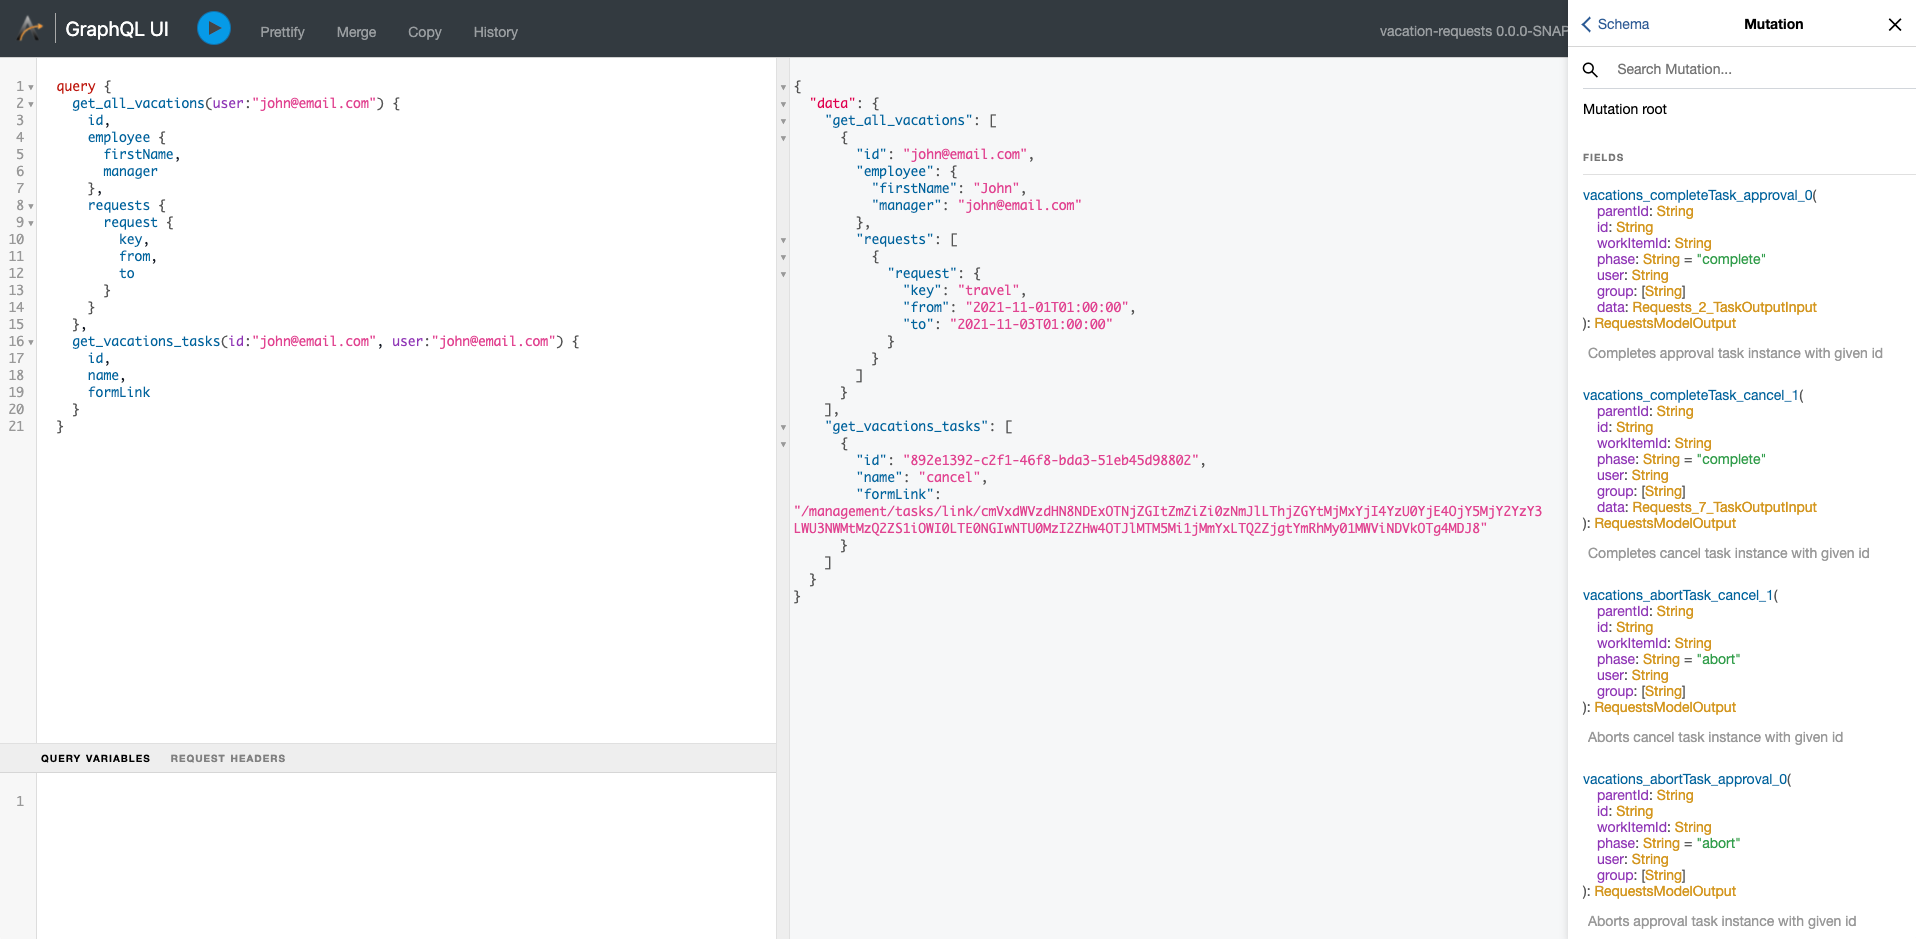 GraphQL UI
Prettify Merge Copy History
vacation-requests 0.0.0-SNAP
1 query {
2 get_all_vacations(user:"john@email.com") {
3 id,
4 employee {
5 firstName,
6 manager
7 },
8 requests {
9 request {
10 key,
11 from,
12 to
13 }
14 }
15 },
16 get_vacations_tasks(id:"john@email.com", user:"john@email.com") {
17 id,
18 name,
19 formLink
20 }
21 }
QUERY VARIABLES REQUEST HEADERS
1
{
"data": {
"get_all_vacations": [
{
"id": "john@email.com",
"employee": {
"firstName": "John",
"manager": "john@email.com"
},
"requests": [
{
"request": {
"key": "travel",
"from": "2021-11-01T01:00:00",
"to": "2021-11-03T01:00:00"
}
}
]
}
],
"get_vacations_tasks": [
{
"id": "892e1392-c2f1-46f8-bda3-51eb45d98802",
"name": "cancel",
"formLink":
"/management/tasks/link/cmVxdWVzdHN8NDExOTNjZGItZmZiZi0zNmJlLThjZGYtMjMxYjI4YzU0YjE4OjY5MjY2YzY3
LWU3NWMtMzQ2ZS1iOWI0LTE0NGIwNTU0MzI2ZHw4OTJlMTM5Mi1jMmYxLTQ2ZjgtYmRhMy01MWViNDVkOTg4MDJ8"
}
]
}
}
Schema
Mutation
Search Mutation...
Mutation root
FIELDS
vacations_completeTask_approval_0(
parentId: String
id: String
workItemId: String
phase: String = "complete"
user: String
group: [String]
data: Requests_2_TaskOutputInput
): RequestsModelOutput
Completes approval task instance with given id
vacations_completeTask_cancel_1(
parentId: String
id: String
workItemId: String
phase: String = "complete"
user: String
group: [String]
data: Requests_7_TaskOutputInput
): RequestsModelOutput
Completes cancel task instance with given id
vacations_abortTask_cancel_1(
parentId: String
id: String
workItemId: String
phase: String = "abort"
user: String
group: [String]
): RequestsModelOutput
Aborts cancel task instance with given id
vacations_abortTask_approval_0(
parentId: String
id: String
workItemId: String
phase: String = "abort"
user: String
group: [String]
): RequestsModelOutput
Aborts approval task instance with given id